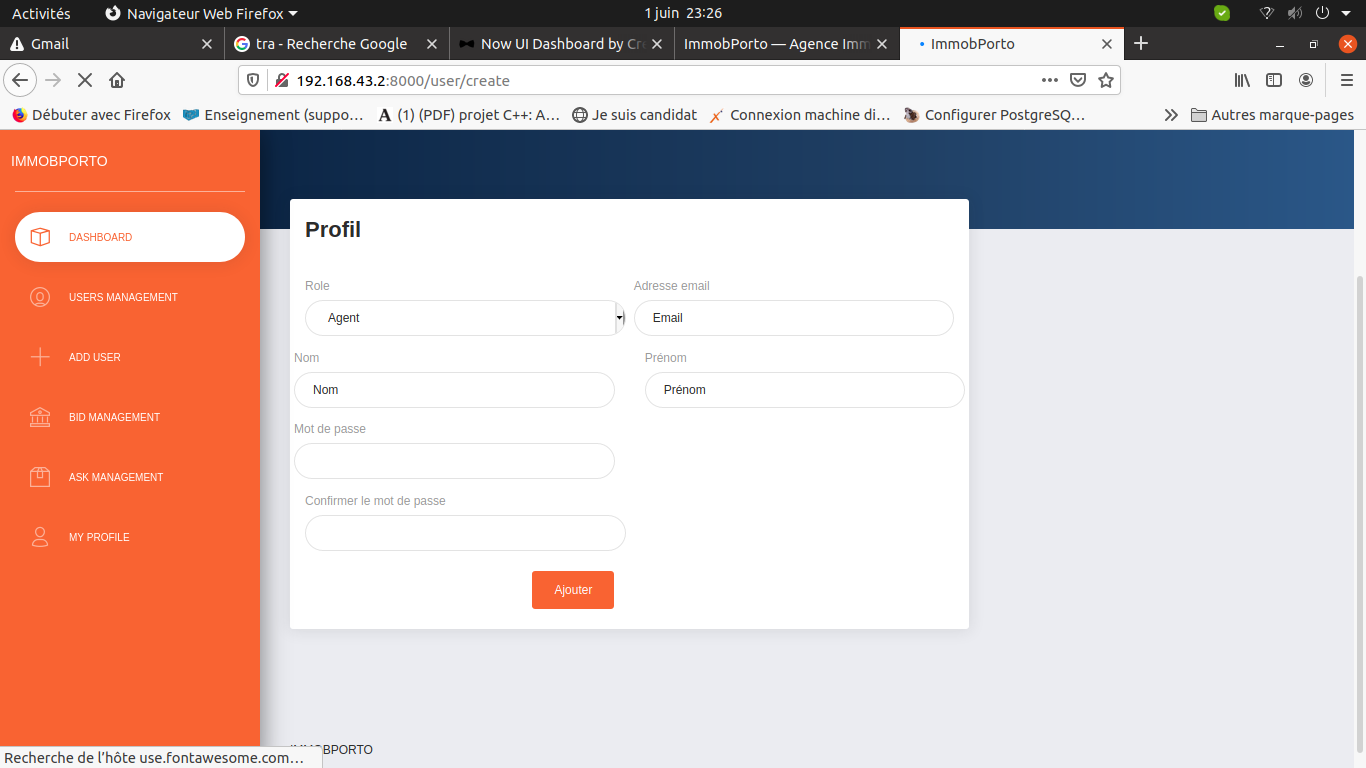 Activités Navigateur Web Firefox 1 juin 23:26
Gmail tra - Recherche Google Now UI Dashboard by Cre ImmobPorto — Agence Imm ImmobPorto
192.168.43.2:8000/user/create
Débuter avec Firefox Enseignement (suppo… A (1) (PDF) projet C++: A… Je suis candidat Connexion machine di… Configurer PostgreSQ… Autres marque-pages
IMMOBPORTO
DASHBOARD
USERS MANAGEMENT
ADD USER
BID MANAGEMENT
ASK MANAGEMENT
MY PROFILE
Profil
Role Adresse email
Agent Email
Nom Prénom
Nom Prénom
Mot de passe
Confirmer le mot de passe
Ajouter
IMMOBPORTO
Recherche de l’hôte use.fontawesome.com…